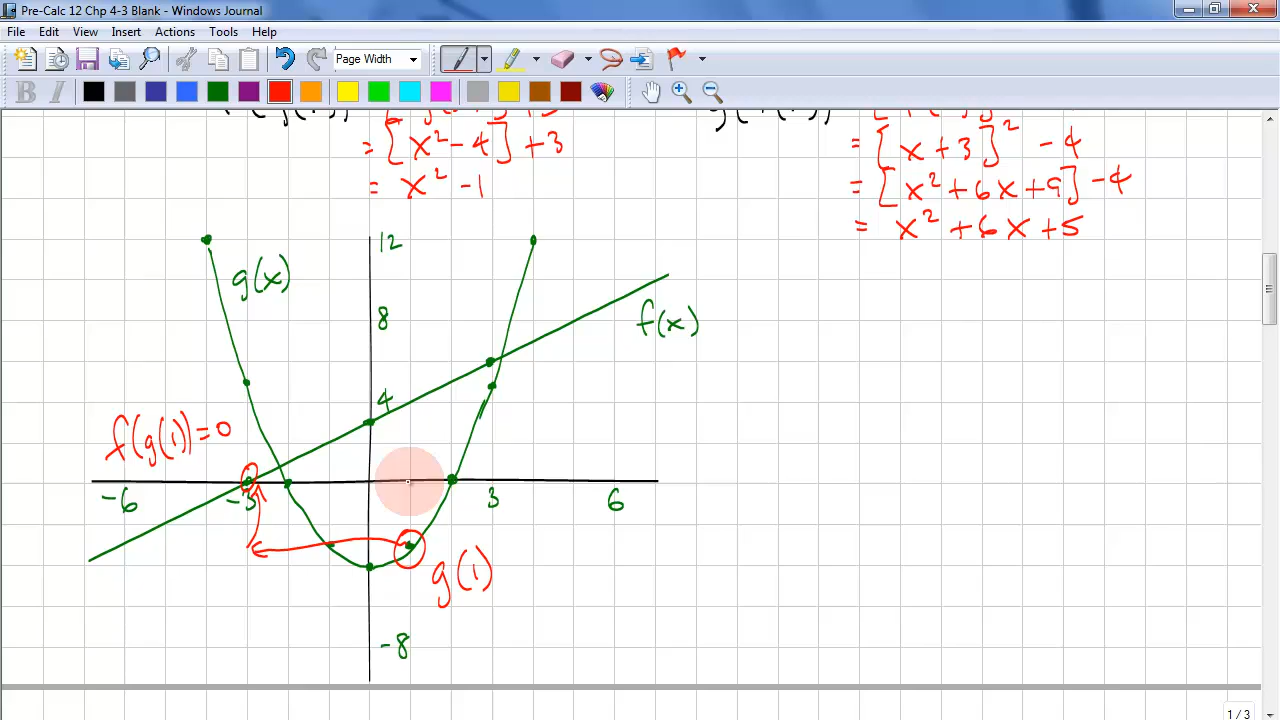 Pre-Calc 12 Chp 4-3 Blank - Windows Journal
File Edit View Insert Actions Tools Help
Page Width
B I
= [x² - 4] + 3
= x² - 1
= [x + 3]² - 4
= [x² + 6x + 9] - 4
= x² + 6x + 5
12
g(x)
8
f(x)
4
f(g(1)) = 0
-6 -3 3 6
g(1)
-8
1 / 3